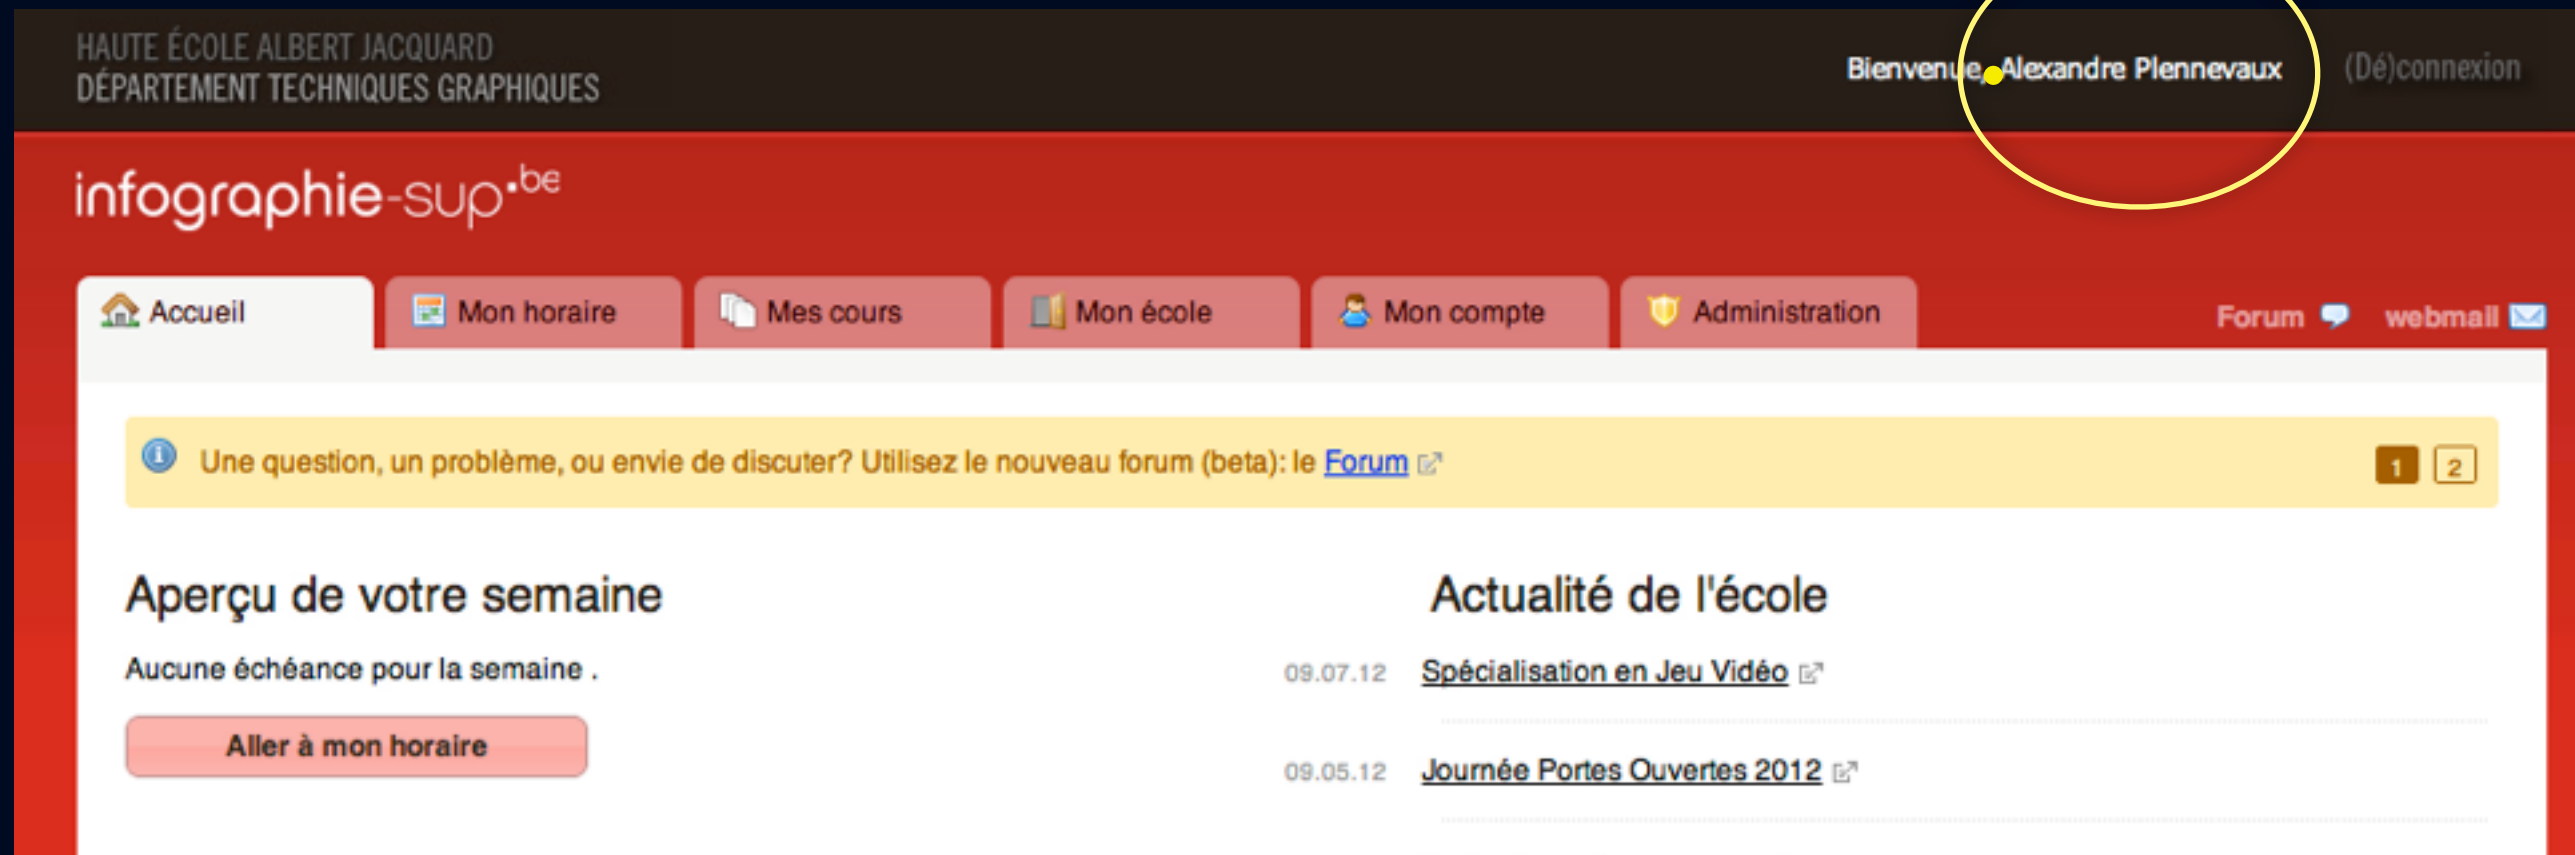 HAUTE ÉCOLE ALBERT JACQUARD
DÉPARTEMENT TECHNIQUES GRAPHIQUES
Bienvenue, Alexandre Plennevaux
(Dé)connexion
infographie-sup.be
Accueil
Mon horaire
Mes cours
Mon école
Mon compte
Administration
Forum
webmail
Une question, un problème, ou envie de discuter? Utilisez le nouveau forum (beta): le Forum
1 2
Aperçu de votre semaine
Aucune échéance pour la semaine .
Aller à mon horaire
Actualité de l'école
09.07.12 Spécialisation en Jeu Vidéo
09.05.12 Journée Portes Ouvertes 2012